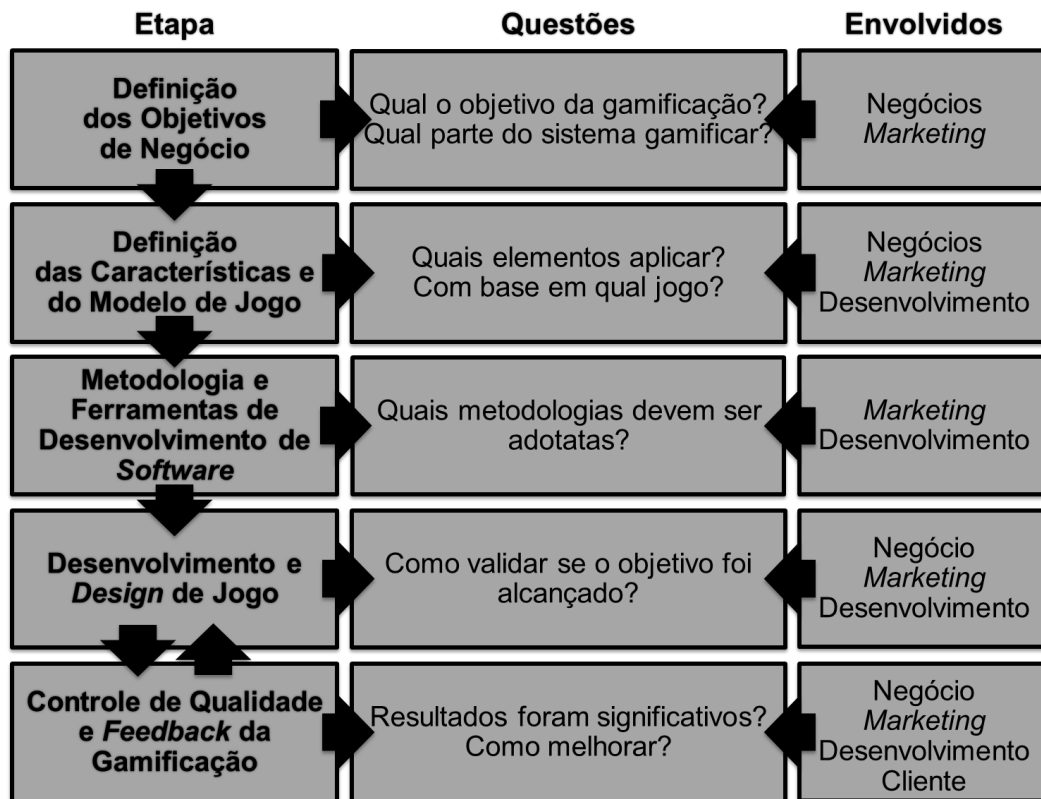 Etapa
Questões
Envolvidos
Definição
dos Objetivos
de Negócio
Qual o objetivo da gamificação?
Qual parte do sistema gamificar?
Negócios
Marketing
Definição
das Características e
do Modelo de Jogo
Quais elementos aplicar?
Com base em qual jogo?
Negócios
Marketing
Desenvolvimento
Metodologia e
Ferramentas de
Desenvolvimento de
Software
Quais metodologias devem ser
adotatas?
Marketing
Desenvolvimento
Desenvolvimento e
Design de Jogo
Como validar se o objetivo foi
alcançado?
Negócio
Marketing
Desenvolvimento
Controle de Qualidade
e Feedback da
Gamificação
Resultados foram significativos?
Como melhorar?
Negócio
Marketing
Desenvolvimento
Cliente